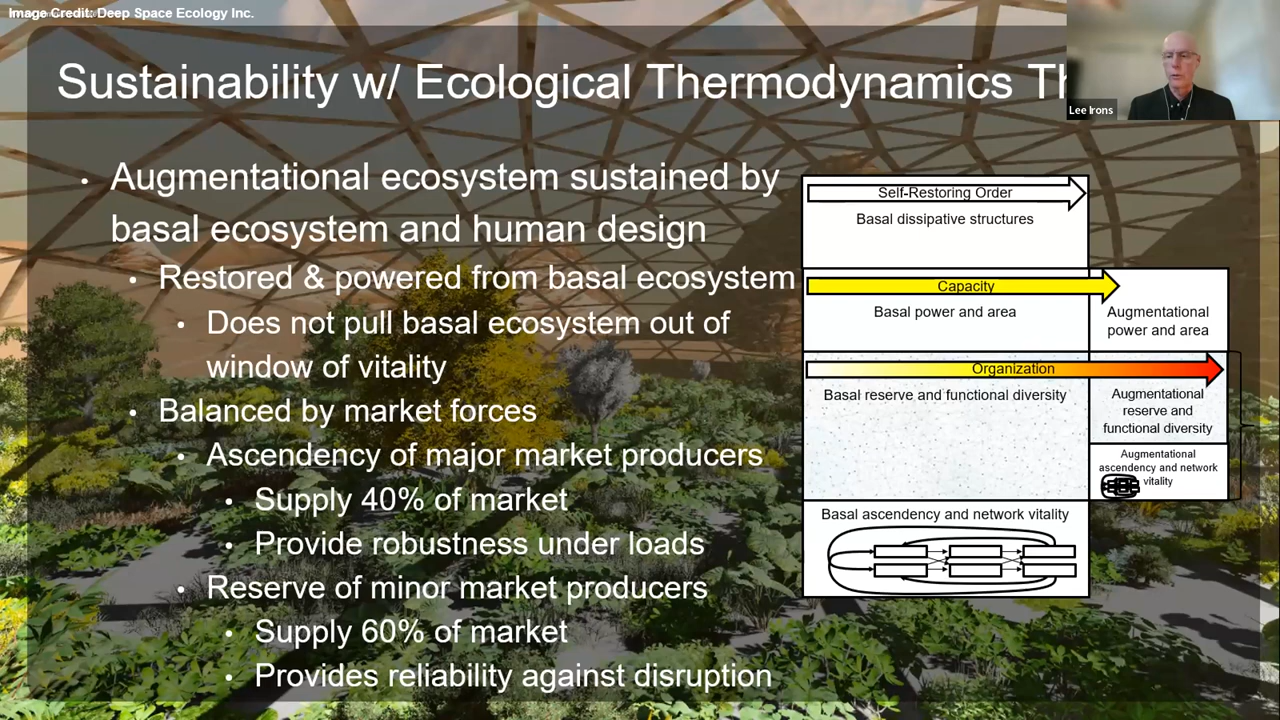 Image Credit: Deep Space Ecology Inc.
Sustainability w/ Ecological Thermodynamics
Lee Irons
• Augmentational ecosystem sustained by
basal ecosystem and human design
• Restored & powered from basal ecosystem
• Does not pull basal ecosystem out of
window of vitality
• Balanced by market forces
• Ascendency of major market producers
• Supply 40% of market
• Provide robustness under loads
• Reserve of minor market producers
• Supply 60% of market
• Provides reliability against disruption
Self-Restoring Order
Basal dissipative structures
Capacity
Basal power and area
Augmentational
power and area
Organization
Basal reserve and functional diversity
Augmentational
reserve and
functional diversity
Augmentational
ascendency and network
vitality
Basal ascendency and network vitality